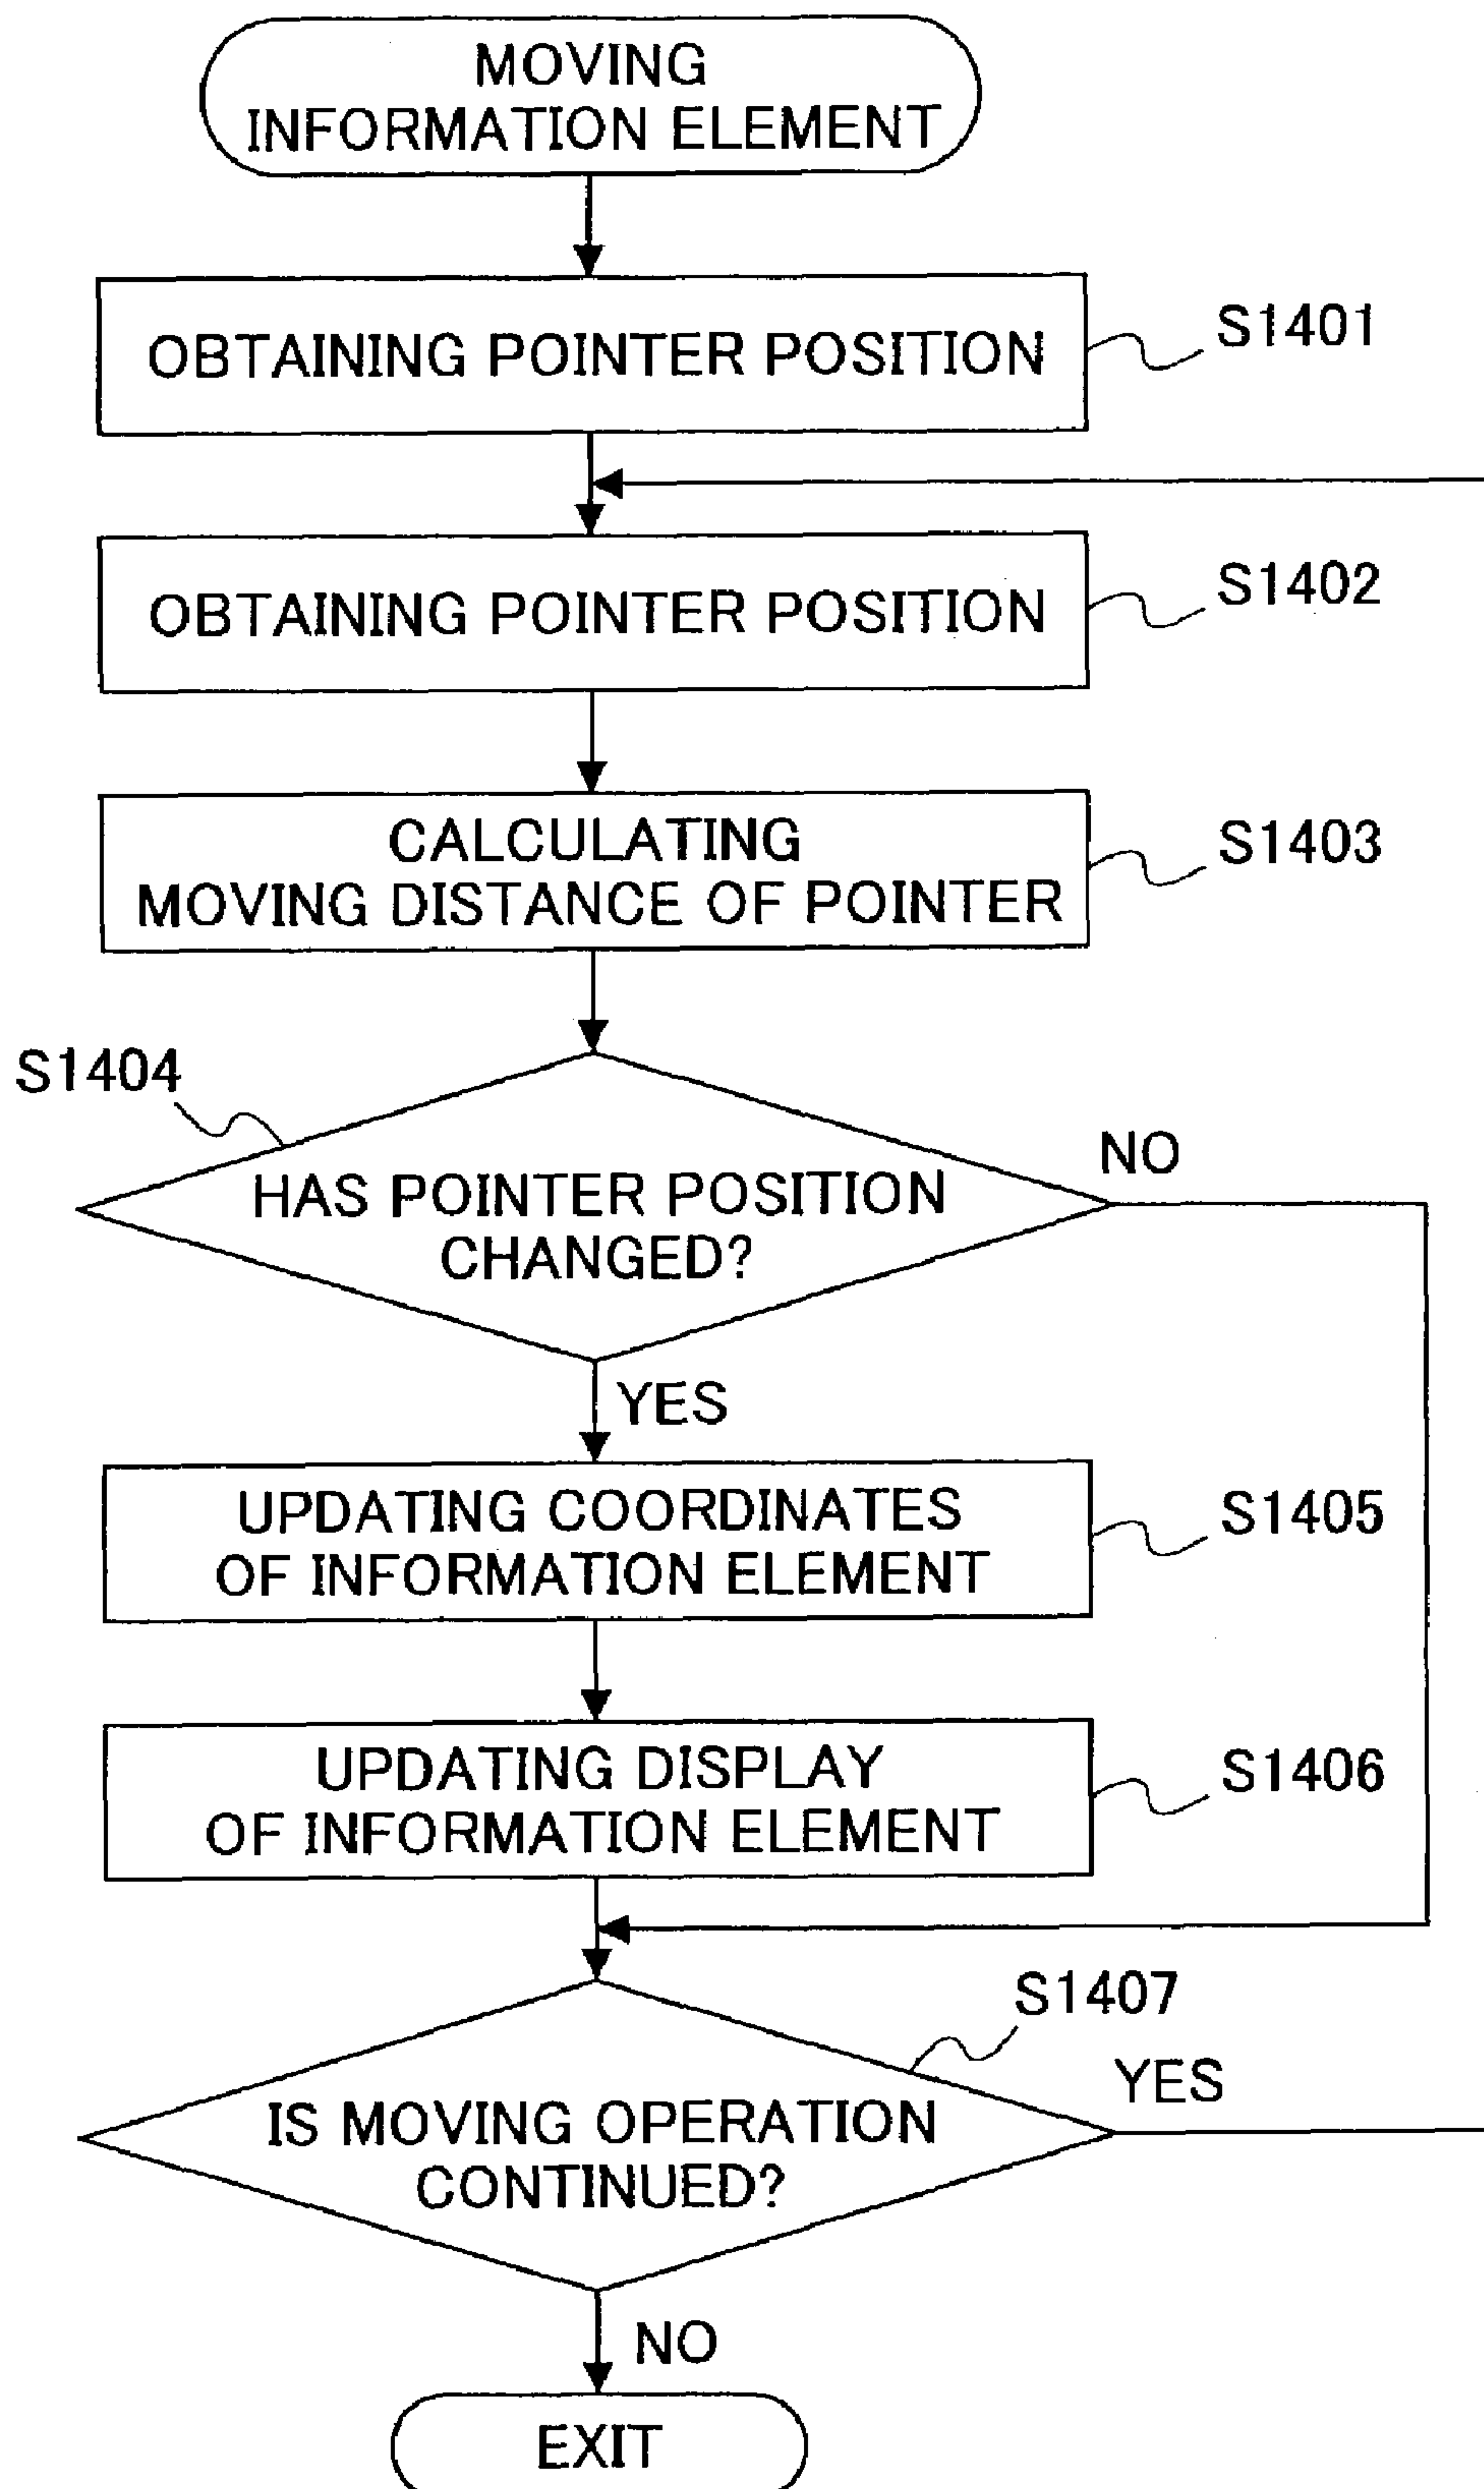 MOVING
INFORMATION ELEMENT
OBTAINING POINTER POSITION
S1401
OBTAINING POINTER POSITION
S1402
CALCULATING
MOVING DISTANCE OF POINTER
S1403
S1404
HAS POINTER POSITION
CHANGED?
NO
YES
UPDATING COORDINATES
OF INFORMATION ELEMENT
S1405
UPDATING DISPLAY
OF INFORMATION ELEMENT
S1406
S1407
IS MOVING OPERATION
CONTINUED?
YES
NO
EXIT